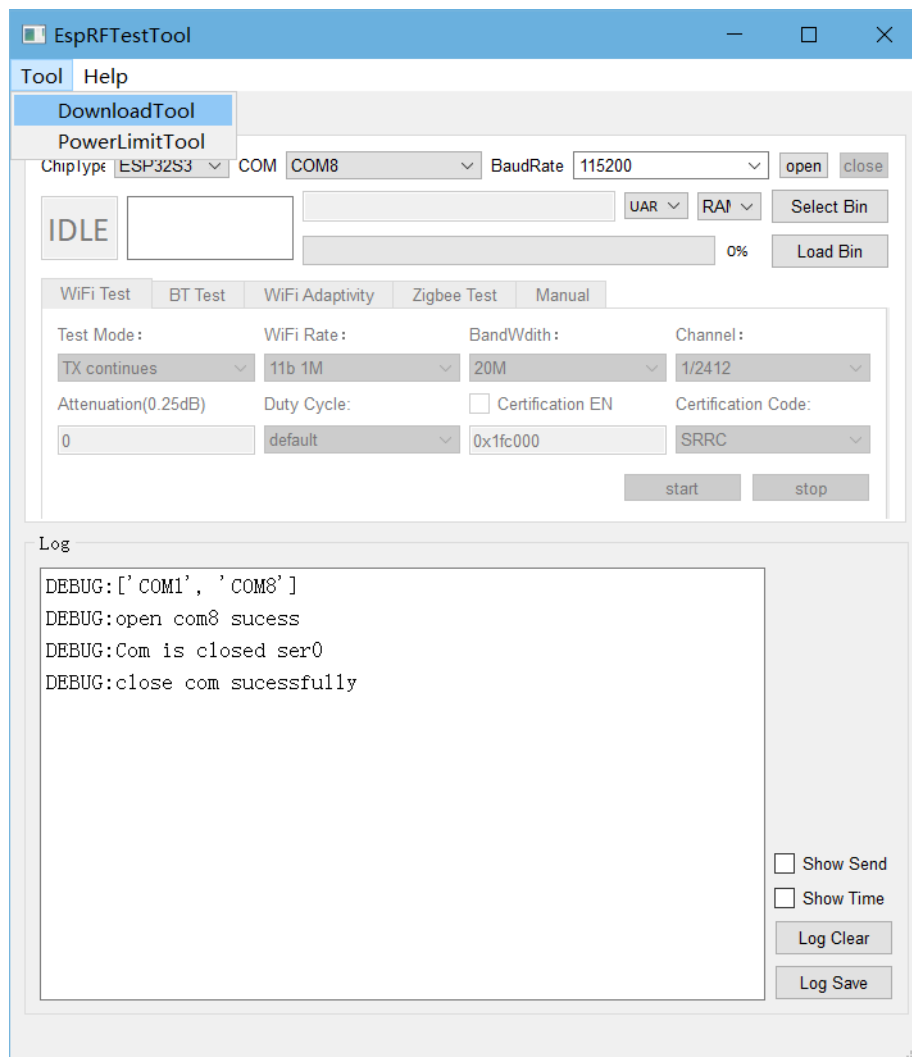 EspRFTestTool
Tool Help
DownloadTool
PowerLimitTool
ChipType ESP32S3 COM COM8 BaudRate 115200 open close
IDLE UAR RAM Select Bin
0% Load Bin
WiFi Test BT Test WiFi Adaptivity Zigbee Test Manual
Test Mode: WiFi Rate: BandWdith: Channel:
TX continues 11b 1M 20M 1/2412
Attenuation(0.25dB) Duty Cycle: Certification EN Certification Code:
0 default 0x1fc000 SRRC
start stop
Log
DEBUG:['COM1', 'COM8']
DEBUG:open com8 sucess
DEBUG:Com is closed ser0
DEBUG:close com sucessfully
Show Send
Show Time
Log Clear
Log Save